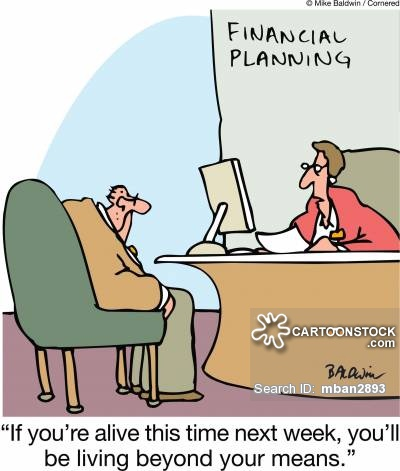 © Mike Baldwin / Cornered
FINANCIAL
PLANNING
CARTOONSTOCK
.com
BALDWIN
Search ID: mban2893
“If you’re alive this time next week, you’ll
be living beyond your means.”